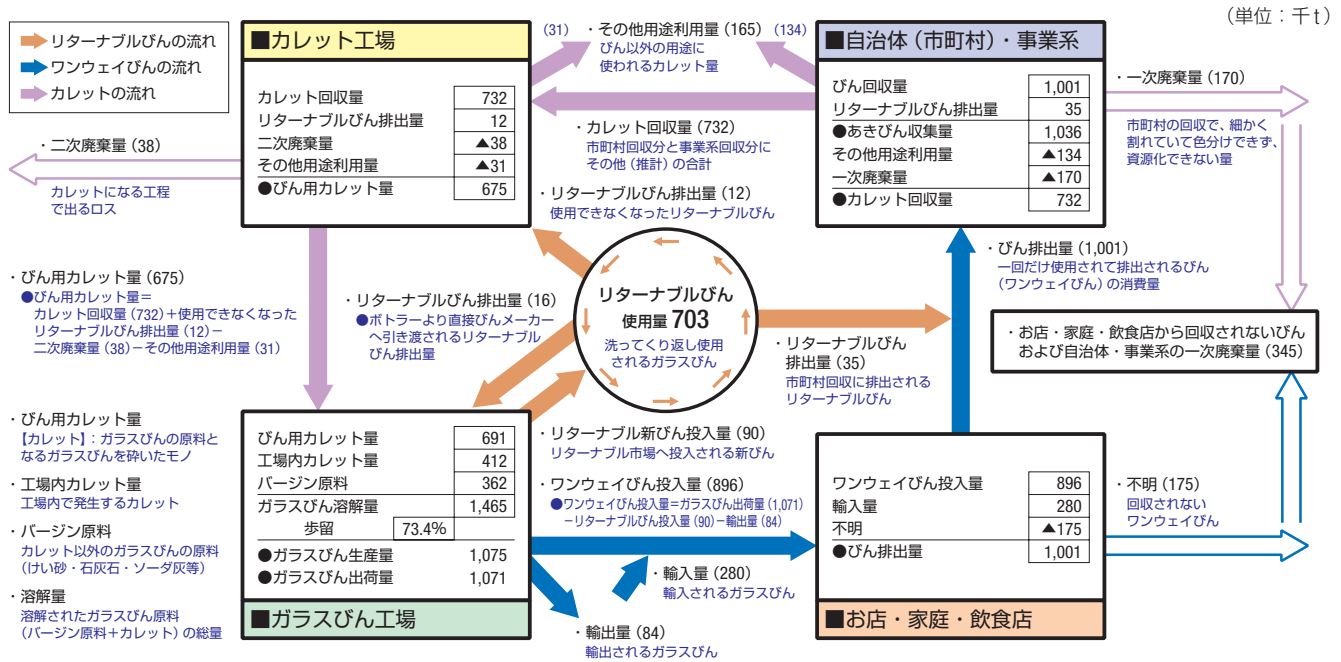 （単位：千t）
リターナブルびんの流れ
ワンウェイびんの流れ
カレットの流れ
■カレット工場
カレット回収量 732
リターナブルびん排出量 12
二次廃棄量 ▲38
その他用途利用量 ▲31
●びん用カレット量 675
(31) ・その他用途利用量（165） (134)
びん以外の用途に
使われるカレット量
■自治体（市町村）・事業系
びん回収量 1,001
リターナブルびん排出量 35
●あきびん収集量 1,036
その他用途利用量 ▲134
一次廃棄量 ▲170
●カレット回収量 732
・一次廃棄量（170）
市町村の回収で、細かく
割れていて色分けできず、
資源化できない量
・二次廃棄量（38）
カレットになる工程
で出るロス
・カレット回収量（732）
市町村回収分と事業系回収分に
その他（推計）の合計
・リターナブルびん排出量（12）
使用できなくなったリターナブルびん
・びん用カレット量（675）
●びん用カレット量＝
カレット回収量（732）＋使用できなくなった
リターナブルびん排出量（12）－
二次廃棄量（38）－その他用途利用量（31）
・リターナブルびん排出量（16）
●ボトラーより直接びんメーカー
へ引き渡されるリターナブル
びん排出量
リターナブルびん
使用量 703
洗ってくり返し使用
されるガラスびん
・びん排出量（1,001）
一回だけ使用されて排出されるびん
（ワンウェイびん）の消費量
・リターナブルびん
排出量（35）
市町村回収に排出される
リターナブルびん
・お店・家庭・飲食店から回収されないびん
および自治体・事業系の一次廃棄量（345）
・びん用カレット量
【カレット】：ガラスびんの原料と
なるガラスびんを砕いたモノ
・工場内カレット量
工場内で発生するカレット
・バージン原料
カレット以外のガラスびんの原料
（けい砂・石灰石・ソーダ灰等）
・溶解量
溶解されたガラスびん原料
（バージン原料＋カレット）の総量
びん用カレット量 691
工場内カレット量 412
バージン原料 362
ガラスびん溶解量 1,465
歩留 73.4%
●ガラスびん生産量 1,075
●ガラスびん出荷量 1,071
■ガラスびん工場
・リターナブル新びん投入量（90）
リターナブル市場へ投入される新びん
・ワンウェイびん投入量（896）
●ワンウェイびん投入量＝ガラスびん出荷量（1,071）
－リターナブルびん投入量（90）－輸出量（84）
・輸入量（280）
輸入されるガラスびん
・輸出量（84）
輸出されるガラスびん
ワンウェイびん投入量 896
輸入量 280
不明 ▲175
●びん排出量 1,001
■お店・家庭・飲食店
・不明（175）
回収されない
ワンウェイびん